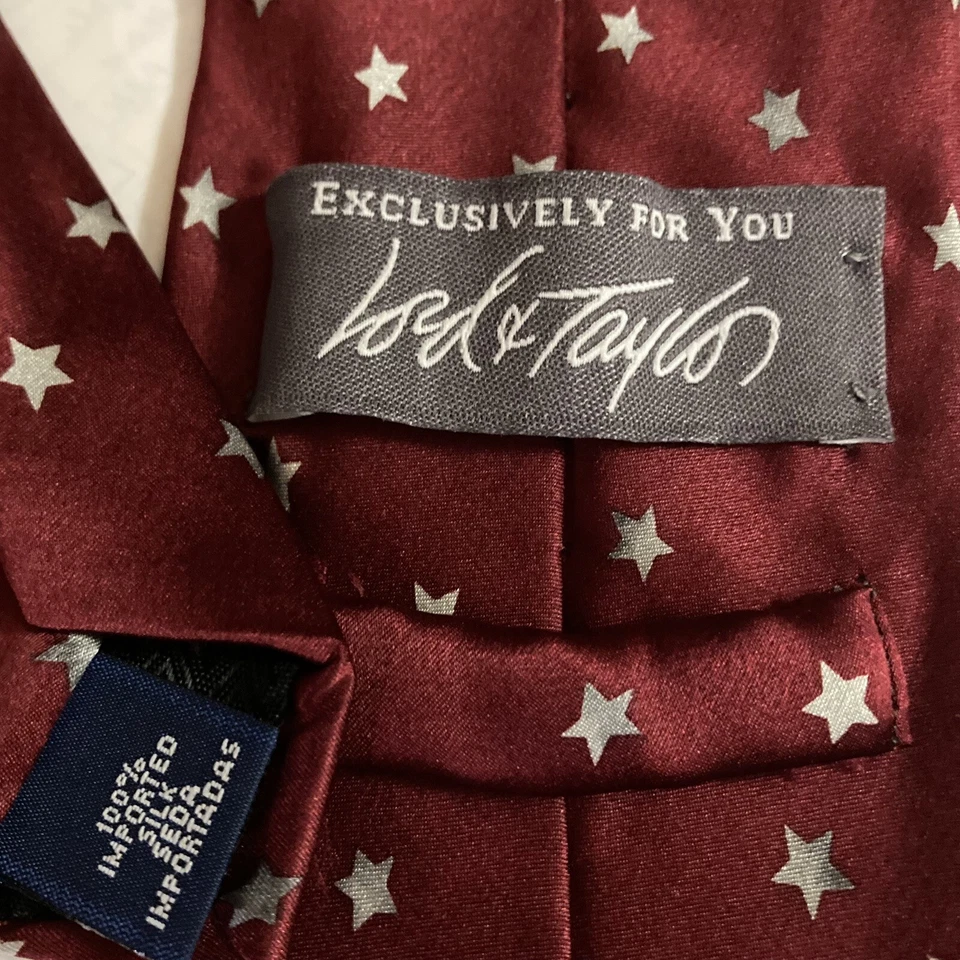 EXCLUSIVELY FOR YOU
Lord & Taylor
100%
IMPORTED
SILK
SEDA
IMPORTADAS